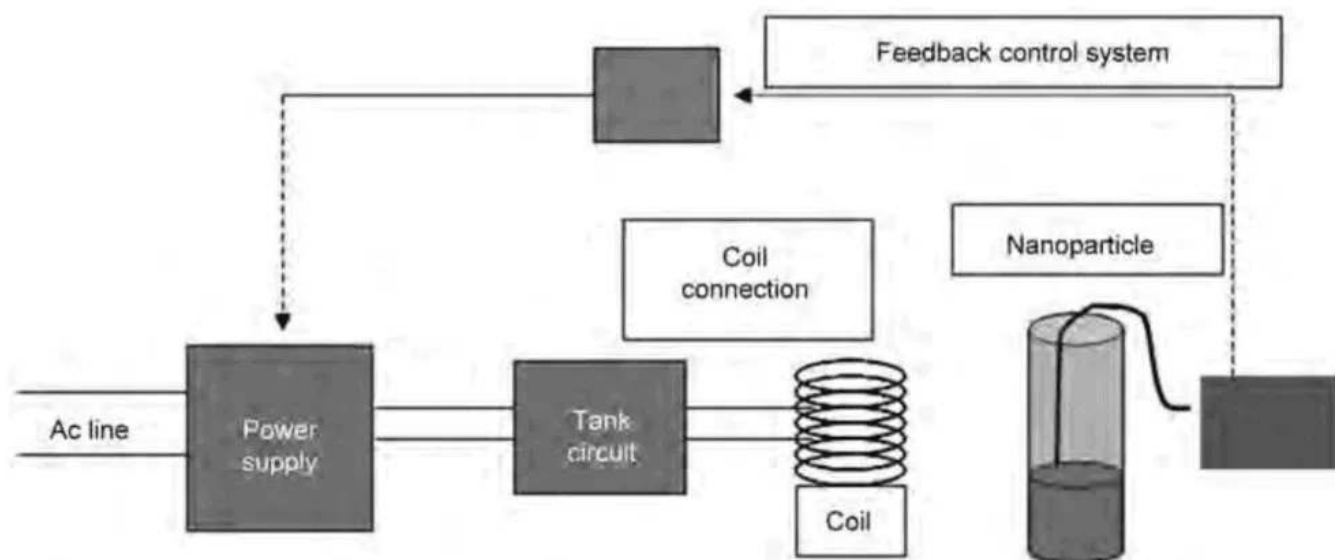 Feedback control system
Nanoparticle
Coil
connection
Ac line
Power
supply
Tank
circuit
Coil